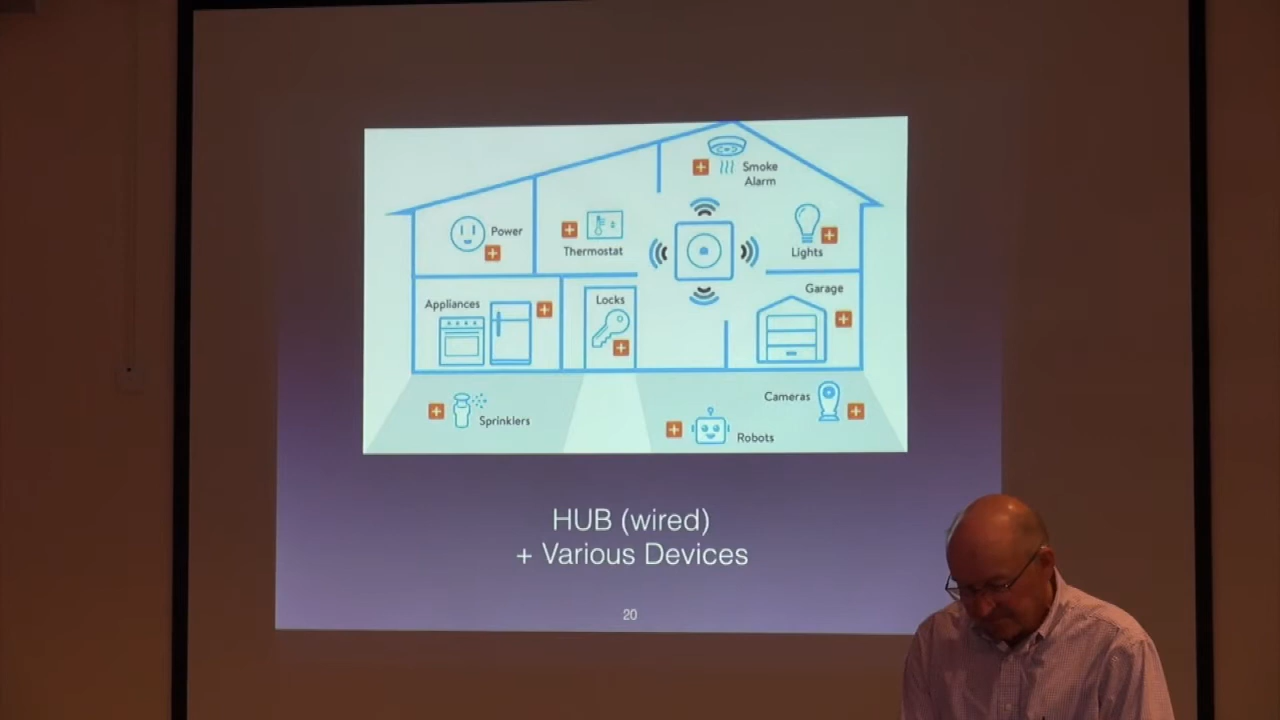 Smoke
Alarm
Power
Thermostat
Lights
Appliances
Locks
Garage
Sprinklers
Cameras
Robots
HUB (wired)
+ Various Devices
20